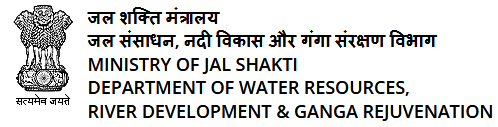 जल शक्ति मंत्रालय
जल संसाधन, नदी विकास और गंगा संरक्षण विभाग
MINISTRY OF JAL SHAKTI
DEPARTMENT OF WATER RESOURCES,
RIVER DEVELOPMENT & GANGA REJUVENATION
सत्यमेव जयते